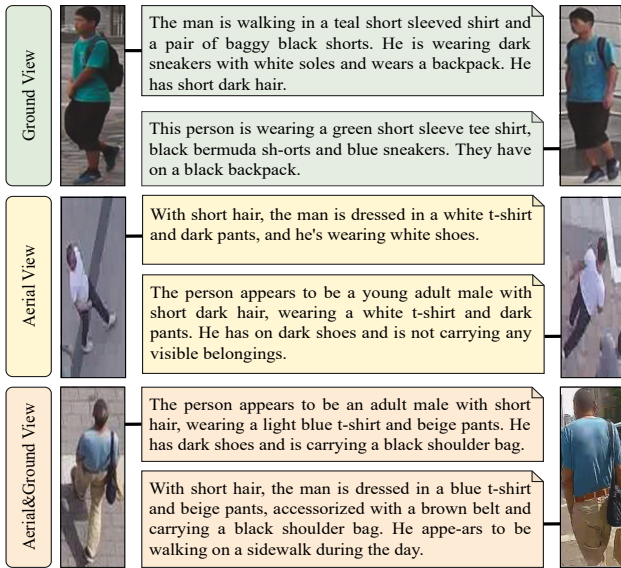 Ground View
The man is walking in a teal short sleeved shirt and
a pair of baggy black shorts. He is wearing dark
sneakers with white soles and wears a backpack. He
has short dark hair.
This person is wearing a green short sleeve tee shirt,
black bermuda sh-orts and blue sneakers. They have
on a black backpack.
Aerial View
With short hair, the man is dressed in a white t-shirt
and dark pants, and he's wearing white shoes.
The person appears to be a young adult male with
short dark hair, wearing a white t-shirt and dark
pants. He has on dark shoes and is not carrying any
visible belongings.
Aerial&Ground View
The person appears to be an adult male with short
hair, wearing a light blue t-shirt and beige pants. He
has dark shoes and is carrying a black shoulder bag.
With short hair, the man is dressed in a blue t-shirt
and beige pants, accessorized with a brown belt and
carrying a black shoulder bag. He appe-ars to be
walking on a sidewalk during the day.